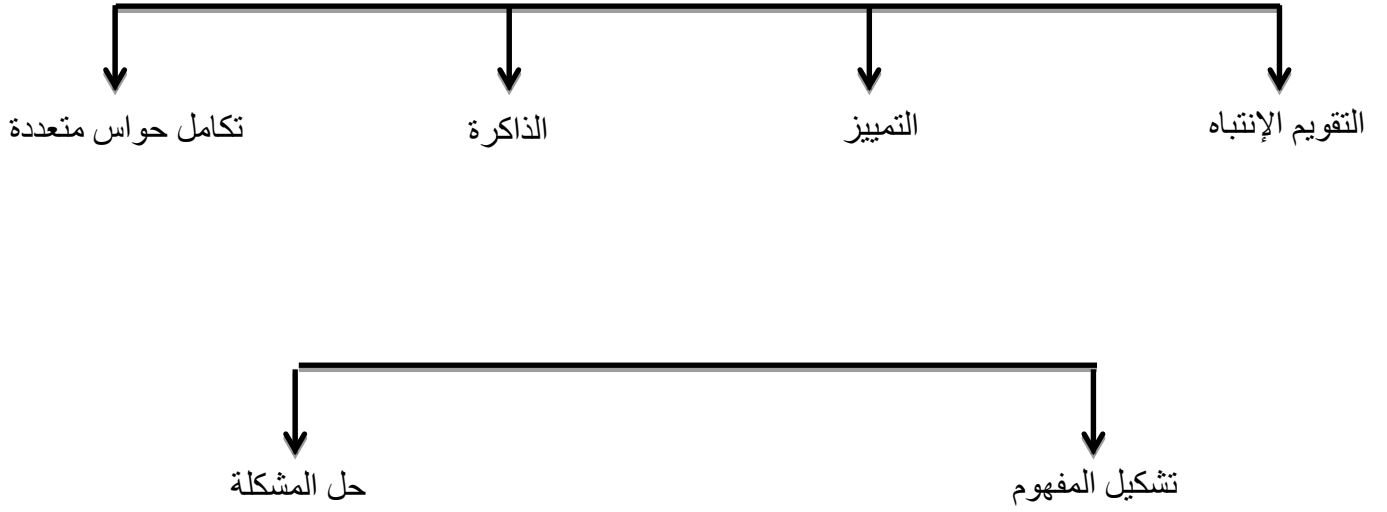 التقويم الإنتباه
التمييز
الذاكرة
تكامل حواس متعددة
تشكيل المفهوم
حل المشكلة